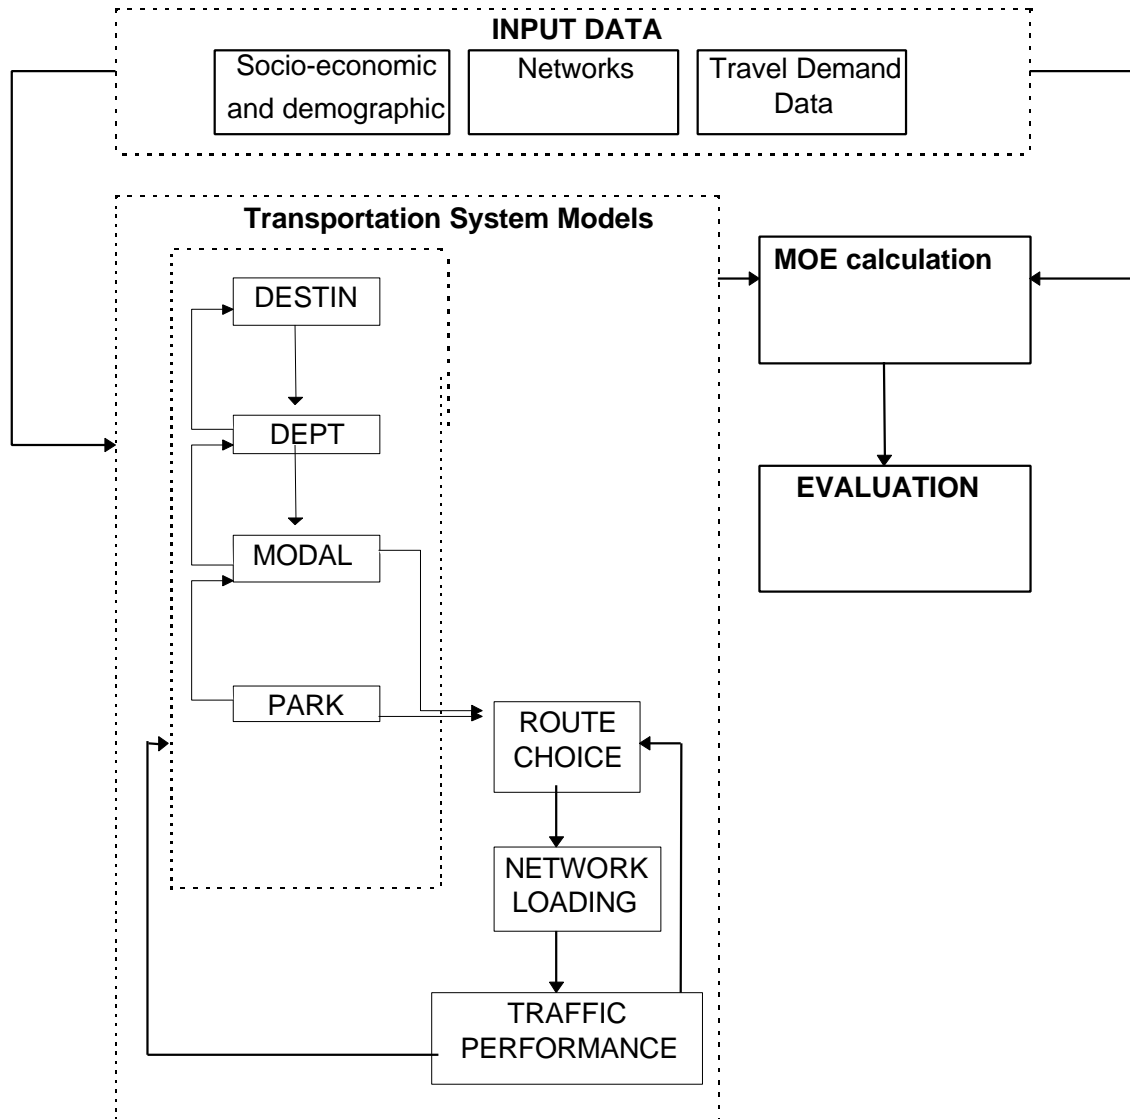 INPUT DATA
Socio-economic
and demographic
Networks
Travel Demand
Data
Transportation System Models
DESTIN
DEPT
MODAL
PARK
ROUTE
CHOICE
NETWORK
LOADING
TRAFFIC
PERFORMANCE
MOE calculation
EVALUATION